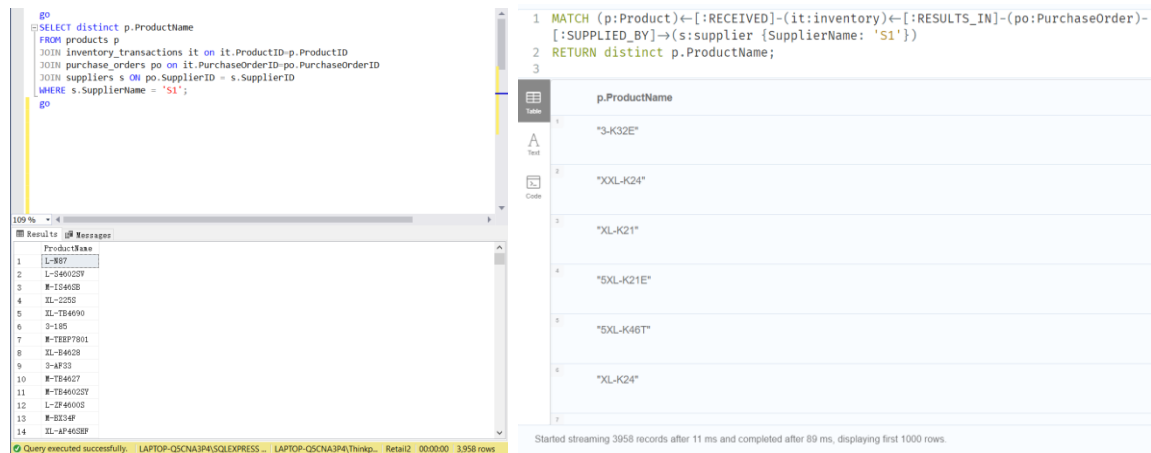 go
SELECT distinct p.ProductName
FROM products p
JOIN inventory_transactions it on it.ProductID=p.ProductID
JOIN purchase_orders po on it.PurchaseOrderID=po.PurchaseOrderID
JOIN suppliers s ON po.SupplierID = s.SupplierID
WHERE s.SupplierName = 'S1';
go
109 %
Results Messages
ProductName
1 L-N87
2 L-S4602SV
3 M-IS46SB
4 XL-225S
5 XL-TB4690
6 3-185
7 M-TEEP7801
8 XL-B4628
9 3-AF33
10 M-TB4627
11 M-TB4602SY
12 L-ZF4600S
13 M-BX34F
14 XL-AP46SHF
Query executed successfully. LAPTOP-Q5CNA3P4\SQLEXPRESS ... LAPTOP-Q5CNA3P4\Thinkp... Retail2 00:00:00 3,958 rows
1 MATCH (p:Product)←[:RECEIVED]-(it:inventory)←[:RESULTS_IN]-(po:PurchaseOrder)-
[:SUPPLIED_BY]→(s:supplier {SupplierName: 'S1'})
2 RETURN distinct p.ProductName;
3
Table
Text
Code
p.ProductName
1 "3-K32E"
2 "XXL-K24"
3 "XL-K21"
4 "5XL-K21E"
5 "5XL-K46T"
6 "XL-K24"
7
Started streaming 3958 records after 11 ms and completed after 89 ms, displaying first 1000 rows.